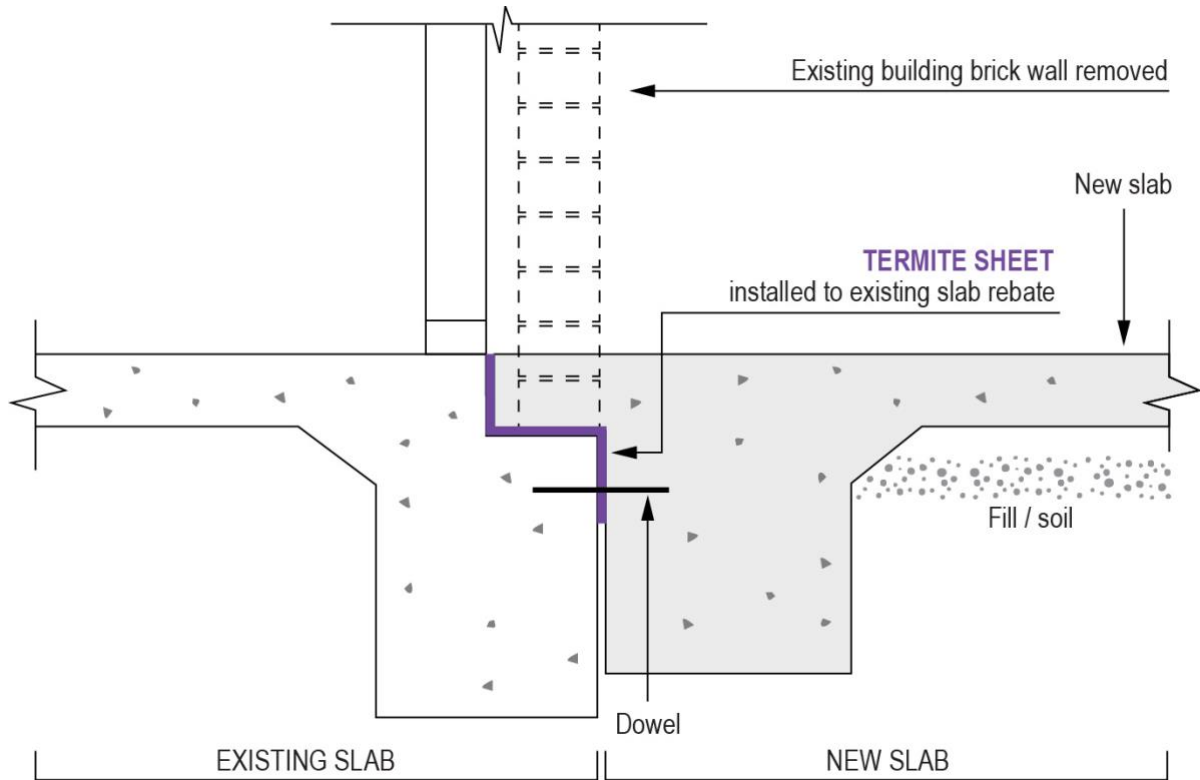 Existing building brick wall removed
New slab
TERMITE SHEET
installed to existing slab rebate
Fill / soil
Dowel
EXISTING SLAB
NEW SLAB